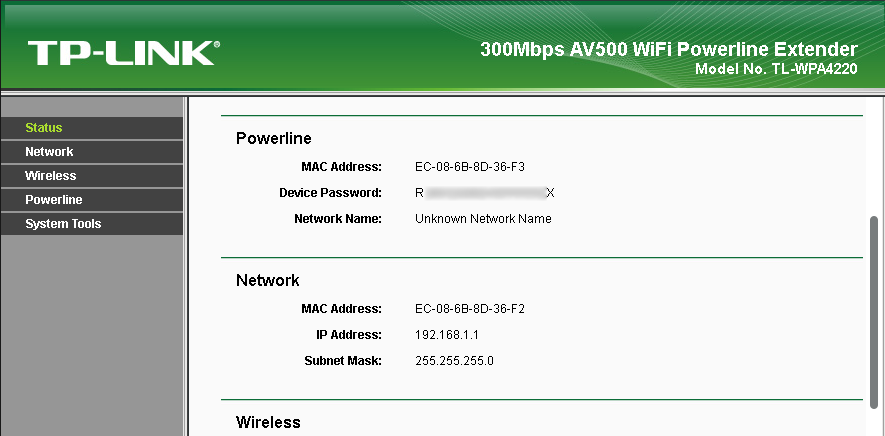 TP-LINK®
300Mbps AV500 WiFi Powerline Extender
Model No. TL-WPA4220
Status
Network
Wireless
Powerline
System Tools
Powerline
MAC Address: EC-08-6B-8D-36-F3
Device Password: R X
Network Name: Unknown Network Name
Network
MAC Address: EC-08-6B-8D-36-F2
IP Address: 192.168.1.1
Subnet Mask: 255.255.255.0
Wireless